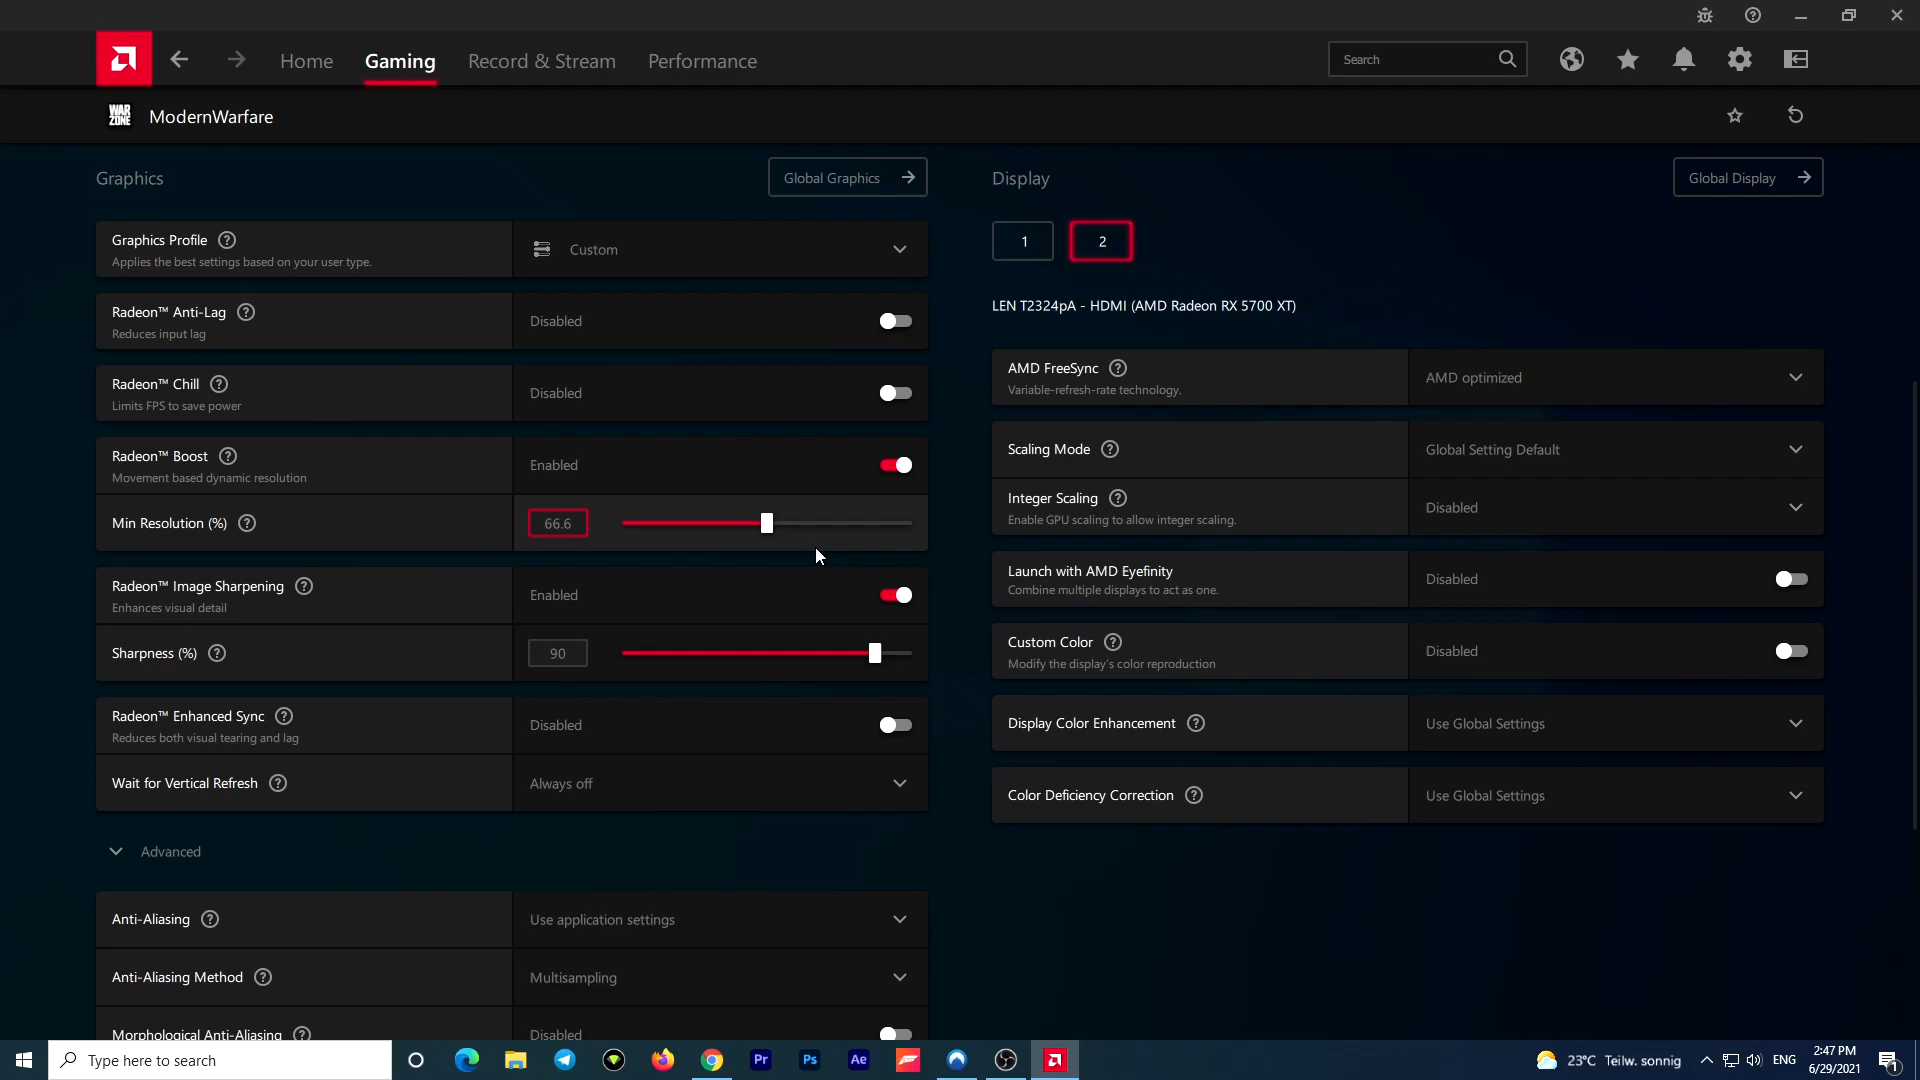 Home
Gaming
Record & Stream
Performance
Search
WAR
ZONE
ModernWarfare
Graphics
Global Graphics
Graphics Profile
Applies the best settings based on your user type.
Custom
Radeon™ Anti-Lag
Reduces input lag
Disabled
Radeon™ Chill
Limits FPS to save power
Disabled
Radeon™ Boost
Movement based dynamic resolution
Enabled
Min Resolution (%)
66.6
Radeon™ Image Sharpening
Enhances visual detail
Enabled
Sharpness (%)
90
Radeon™ Enhanced Sync
Reduces both visual tearing and lag
Disabled
Wait for Vertical Refresh
Always off
Advanced
Anti-Aliasing
Use application settings
Anti-Aliasing Method
Multisampling
Morphological Anti-Aliasing
Disabled
Display
Global Display
1
2
LEN T2324pA - HDMI (AMD Radeon RX 5700 XT)
AMD FreeSync
Variable-refresh-rate technology.
AMD optimized
Scaling Mode
Global Setting Default
Integer Scaling
Enable GPU scaling to allow integer scaling.
Disabled
Launch with AMD Eyefinity
Combine multiple displays to act as one.
Disabled
Custom Color
Modify the display's color reproduction
Disabled
Display Color Enhancement
Use Global Settings
Color Deficiency Correction
Use Global Settings
Type here to search
Pr
Ps
Ae
23°C Teilw. sonnig
ENG
2:47 PM
6/29/2021
1